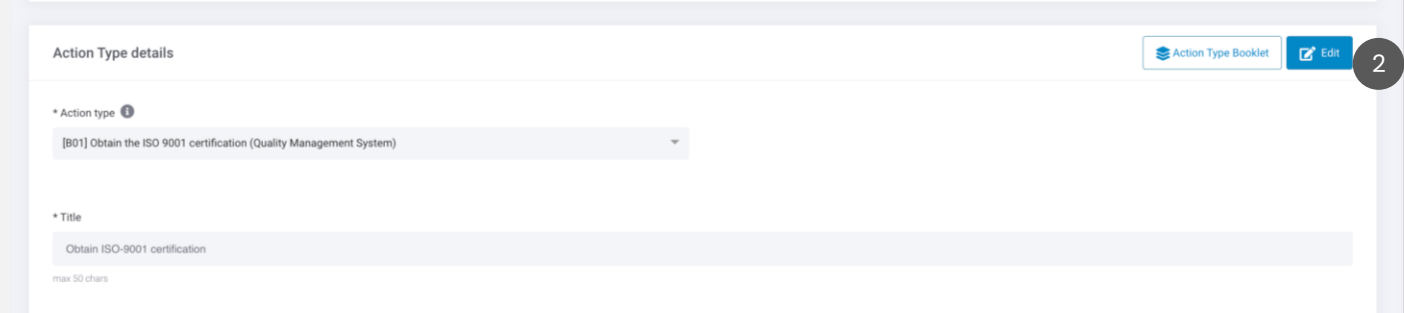 Action Type details
Action Type Booklet
Edit
2
* Action type
[B01] Obtain the ISO 9001 certification (Quality Management System)
* Title
Obtain ISO-9001 certification
max 50 chars